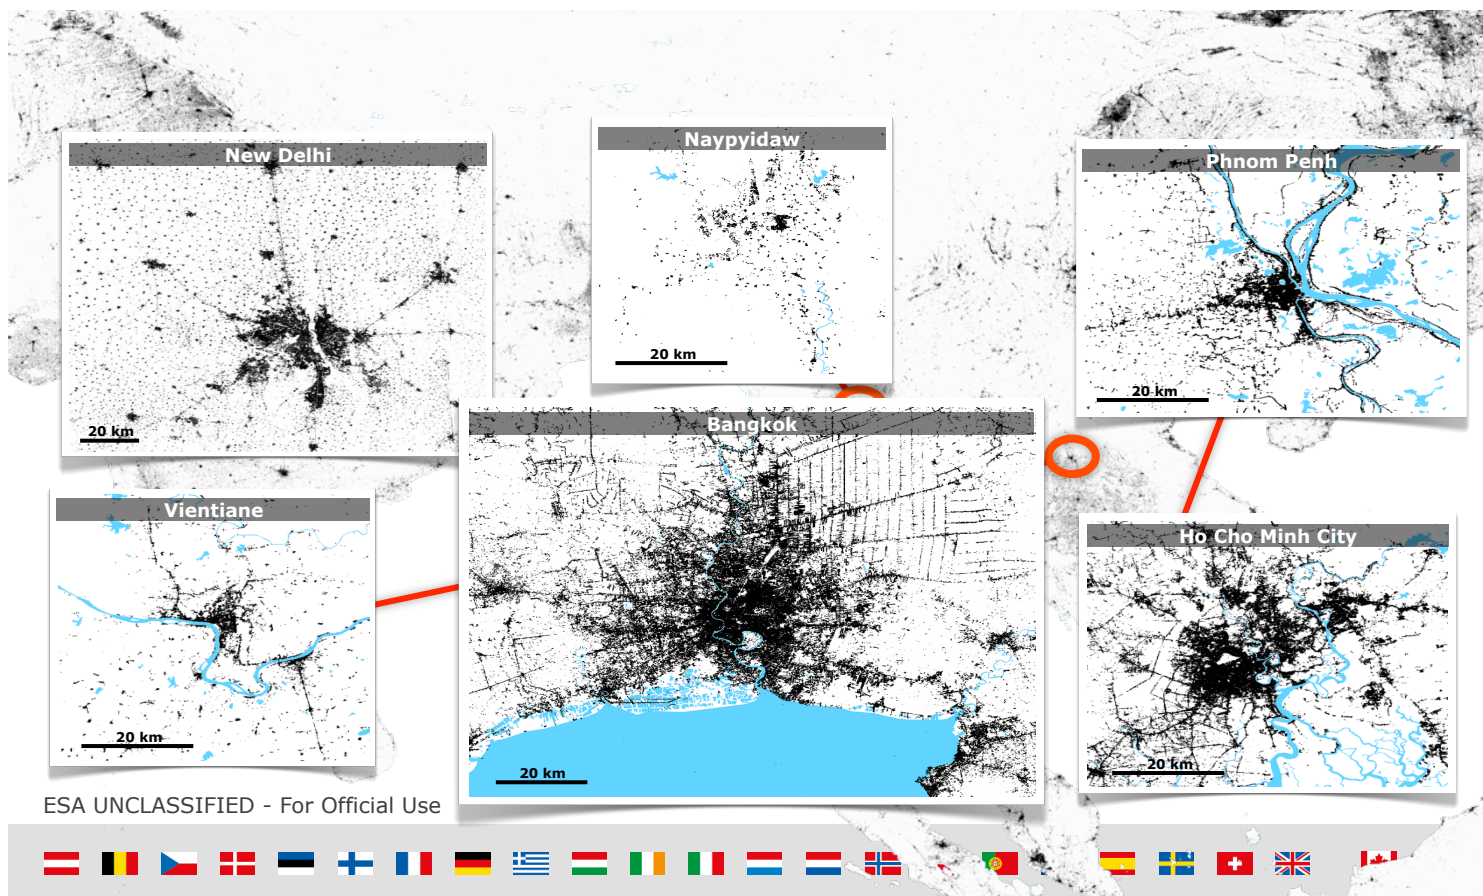 New Delhi
20 km
Naypyidaw
20 km
Phnom Penh
20 km
Bangkok
20 km
Vientiane
20 km
Ho Cho Minh City
20 km
ESA UNCLASSIFIED - For Official Use